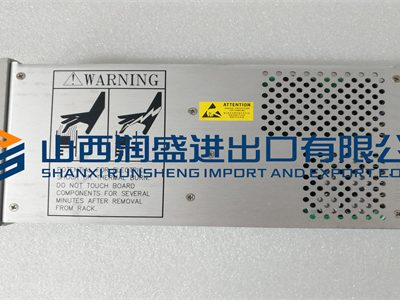 ⚠WARNING
ATTENTION
山西润盛进出口有限公
SHANXI RUNSHENG IMPORT AND EXPORT CO
DO NOT TOUCH BOARD
COMPONENTS FOR SEVERAL
MINUTES AFTER REMOVAL
FROM RACK.